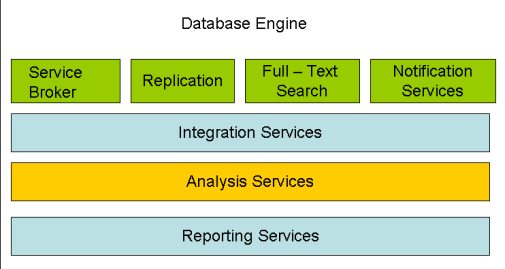 Database Engine
Service
Broker
Replication
Full – Text
Search
Notification
Services
Integration Services
Analysis Services
Reporting Services